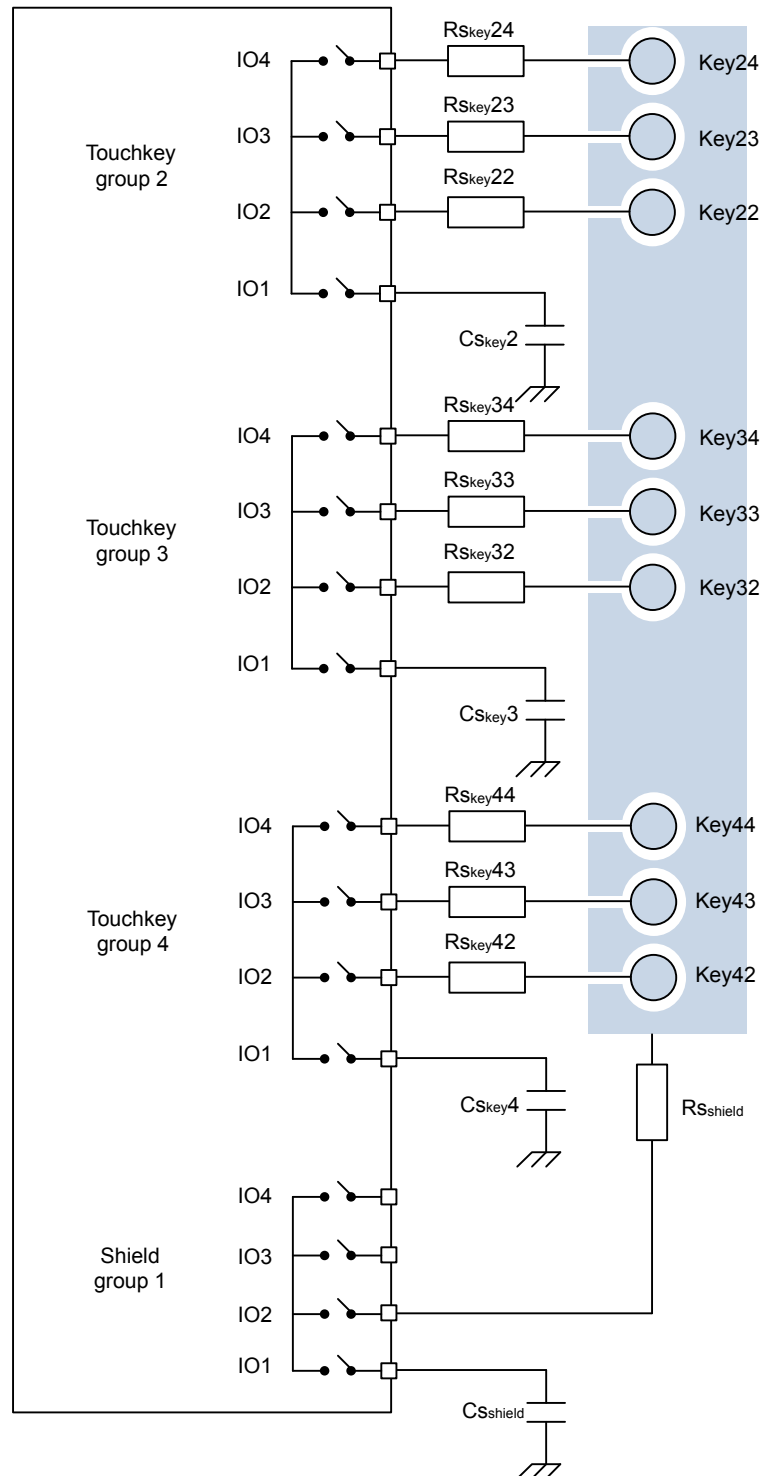 Rskey24
IO4
Key24
Rskey23
IO3
Key23
Touchkey
group 2
Rskey22
IO2
Key22
IO1
Cskey2
Rskey34
IO4
Key34
Rskey33
IO3
Key33
Touchkey
group 3
Rskey32
IO2
Key32
IO1
Cskey3
Rskey44
IO4
Key44
Rskey43
IO3
Key43
Touchkey
group 4
Rskey42
IO2
Key42
IO1
Cskey4
Rsshield
IO4
IO3
Shield
group 1
IO2
IO1
Csshield